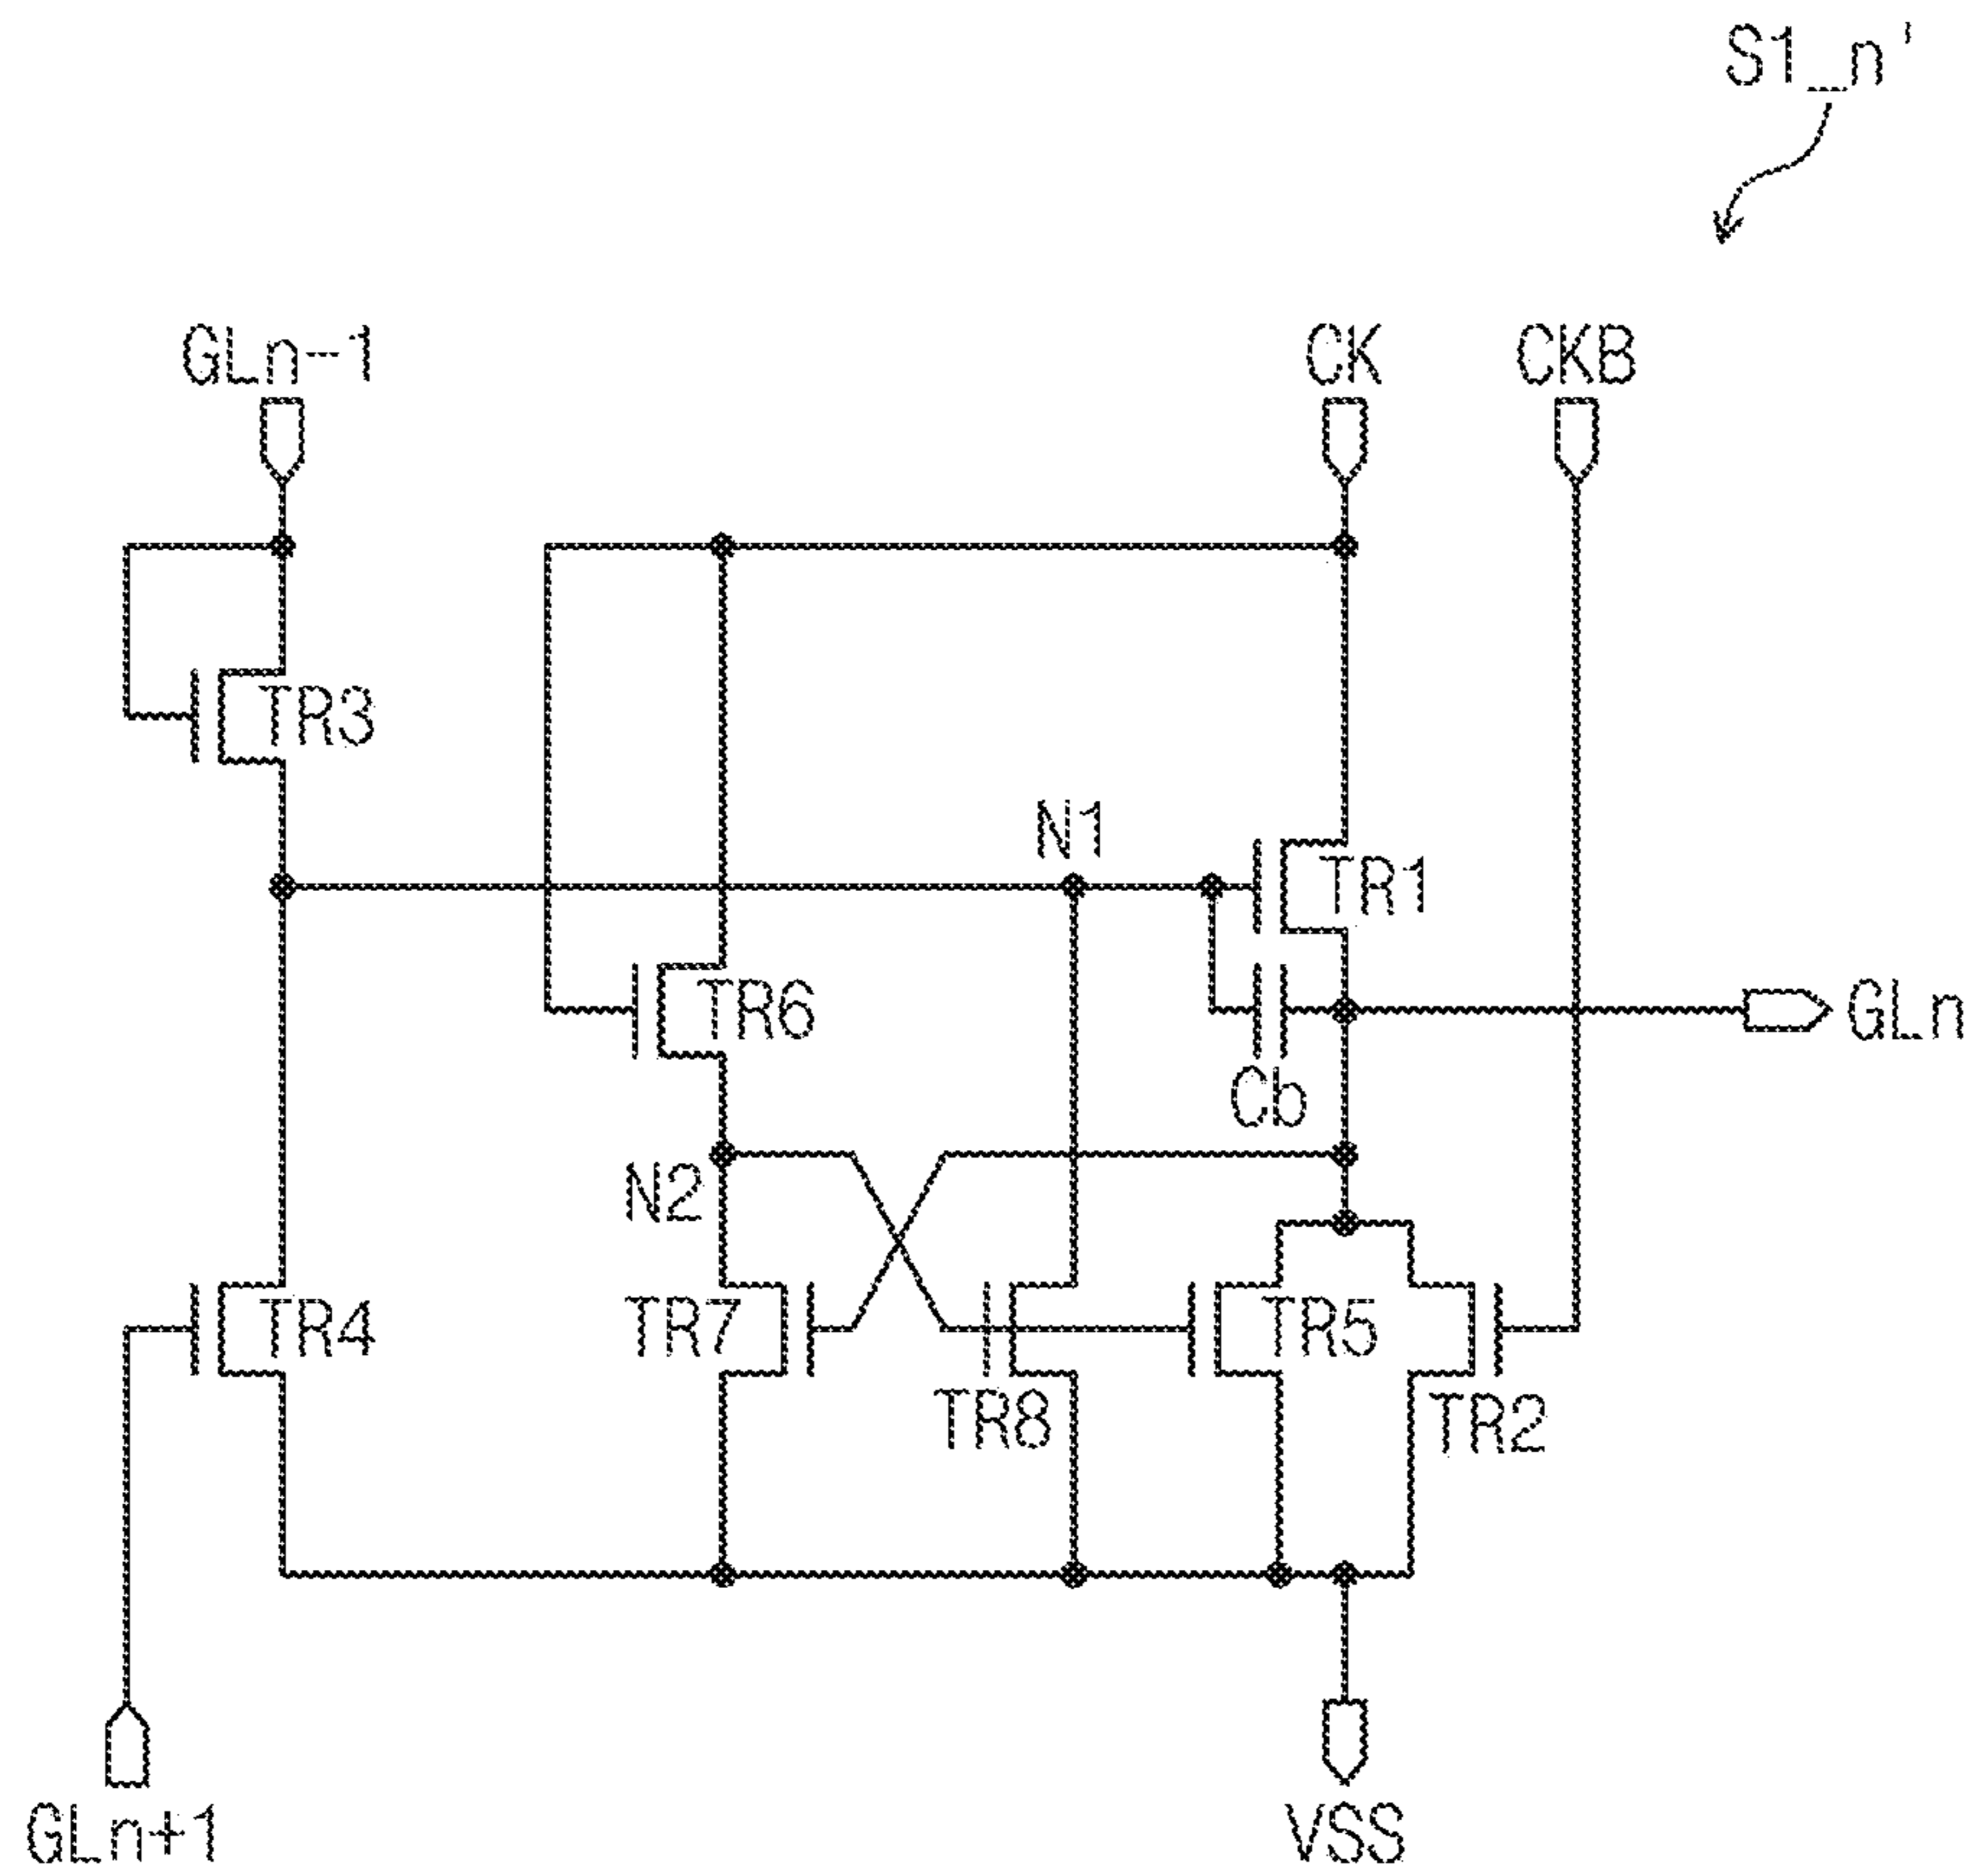 S1_n'
GLn-1
CK
CKB
TR3
N1
TR1
TR6
GLn
Cb
N2
TR4
TR7
TR5
TR8
TR2
GLn+1
VSS